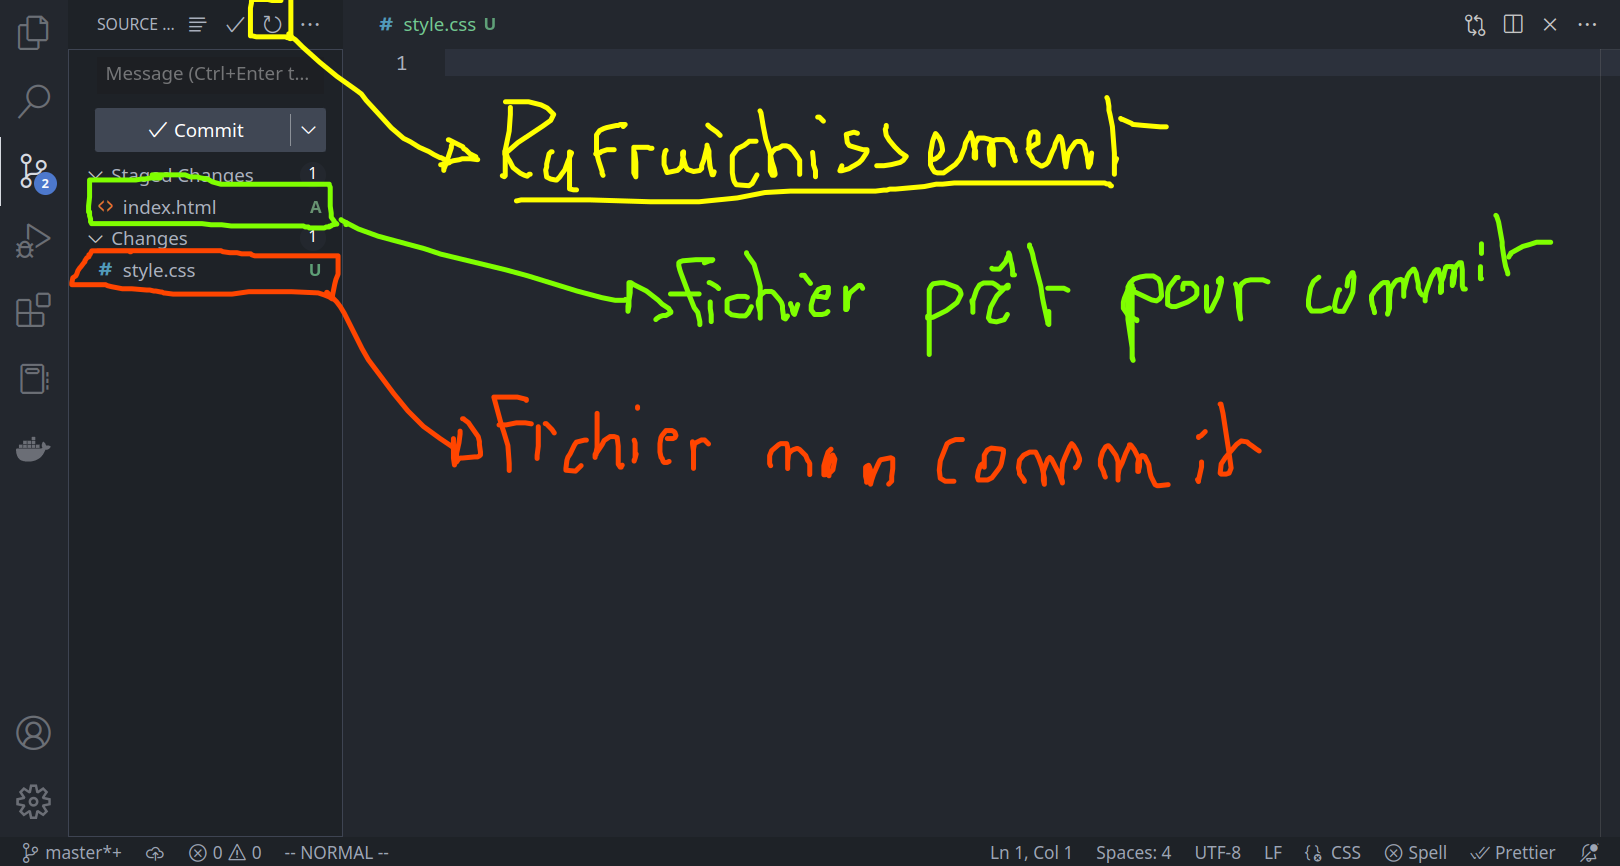 SOURCE ...
# style.css U
1
Message (Ctrl+Enter t...
Commit
Staged Changes 1
<> index.html A
Changes 1
# style.css U
2
Rafraichissement
Fichier prêt pour commit
Fichier non commit
master*+ 0 0 -- NORMAL --
Ln 1, Col 1 Spaces: 4 UTF-8 LF CSS Spell Prettier